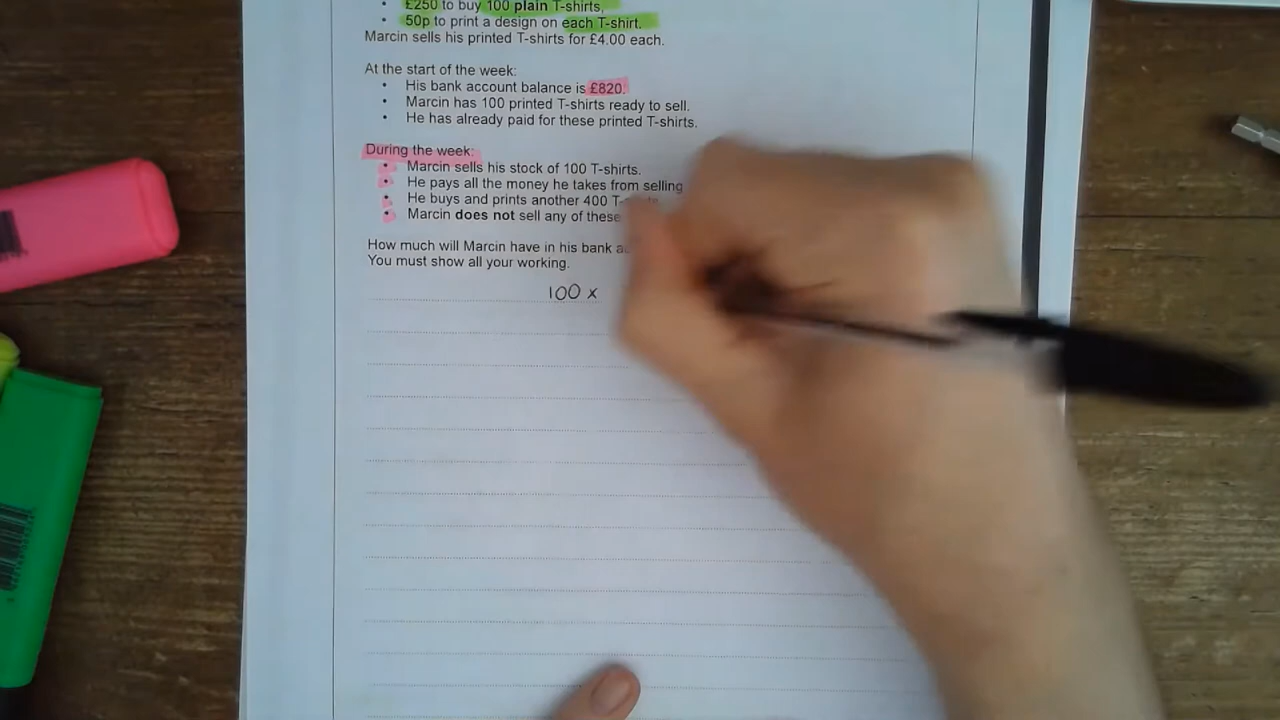 • £250 to buy 100 plain T-shirts,
• 50p to print a design on each T-shirt.
Marcin sells his printed T-shirts for £4.00 each.
At the start of the week:
• His bank account balance is £820.
• Marcin has 100 printed T-shirts ready to sell.
• He has already paid for these printed T-shirts.
During the week:
• Marcin sells his stock of 100 T-shirts.
• He pays all the money he takes from selling
• He buys and prints another 400
• Marcin does not sell any of these
How much will Marcin have in his bank
You must show all your working.
100 x